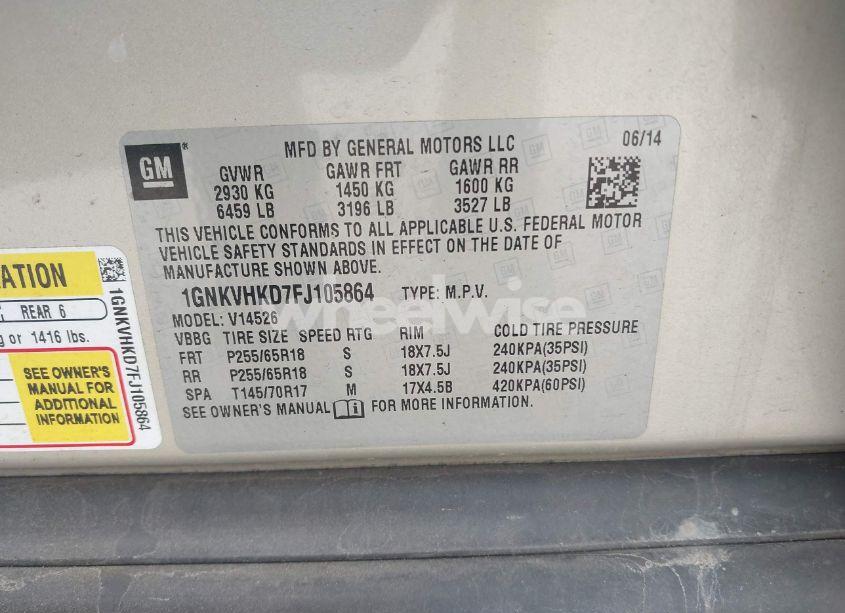 MFD BY GENERAL MOTORS LLC 06/14
GM
GVWR GAWR FRT GAWR RR
2930 KG 1450 KG 1600 KG
6459 LB 3196 LB 3527 LB
THIS VEHICLE CONFORMS TO ALL APPLICABLE U.S. FEDERAL MOTOR
VEHICLE SAFETY STANDARDS IN EFFECT ON THE DATE OF
MANUFACTURE SHOWN ABOVE.
1GNKVHKD7FJ105864 TYPE: M.P.V.
MODEL: V14526
VBBG TIRE SIZE SPEED RTG RIM COLD TIRE PRESSURE
FRT P255/65R18 S 18X7.5J 240KPA(35PSI)
RR P255/65R18 S 18X7.5J 240KPA(35PSI)
SPA T145/70R17 M 17X4.5B 420KPA(60PSI)
SEE OWNER'S MANUAL FOR MORE INFORMATION.
REAR 6
or 1416 lbs.
SEE OWNER'S
MANUAL FOR
ADDITIONAL
INFORMATION
1GNKVHKD7FJ105864
wheelwise